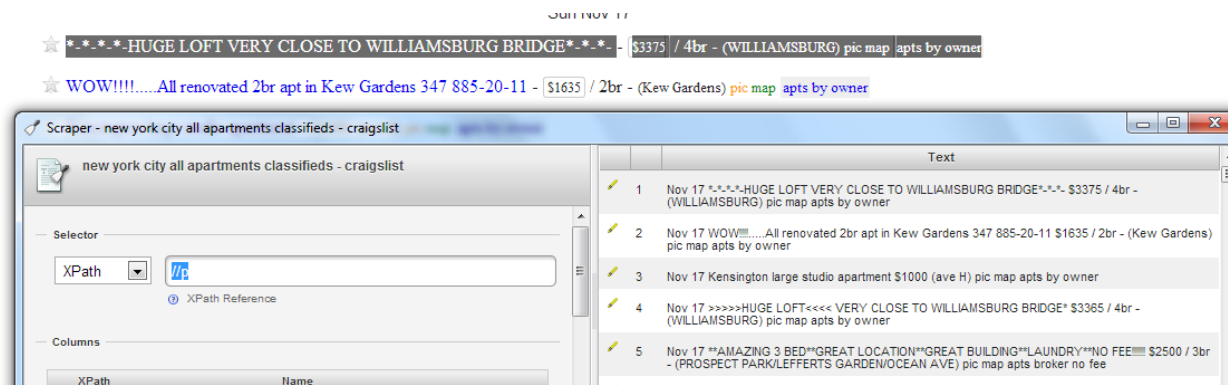 Sun Nov 17
*-*-*-*-HUGE LOFT VERY CLOSE TO WILLIAMSBURG BRIDGE*-*-*- - $3375 / 4br - (WILLIAMSBURG) pic map apts by owner
WOW!!!!.....All renovated 2br apt in Kew Gardens 347 885-20-11 - $1635 / 2br - (Kew Gardens) pic map apts by owner
Scraper - new york city all apartments classifieds - craigslist
new york city all apartments classifieds - craigslist
Selector
XPath
//p
XPath Reference
Columns
XPath Name
Text
1 Nov 17 *-*-*-*-HUGE LOFT VERY CLOSE TO WILLIAMSBURG BRIDGE*-*-*- $3375 / 4br -
(WILLIAMSBURG) pic map apts by owner
2 Nov 17 WOW!!!!.....All renovated 2br apt in Kew Gardens 347 885-20-11 $1635 / 2br - (Kew Gardens)
pic map apts by owner
3 Nov 17 Kensington large studio apartment $1000 (ave H) pic map apts by owner
4 Nov 17 >>>>>HUGE LOFT<<<< VERY CLOSE TO WILLIAMSBURG BRIDGE* $3365 / 4br -
(WILLIAMSBURG) pic map apts by owner
5 Nov 17 **AMAZING 3 BED**GREAT LOCATION**GREAT BUILDING**LAUNDRY**NO FEE!!!! $2500 / 3br
- (PROSPECT PARK/LEFFERTS GARDEN/OCEAN AVE) pic map apts broker no fee